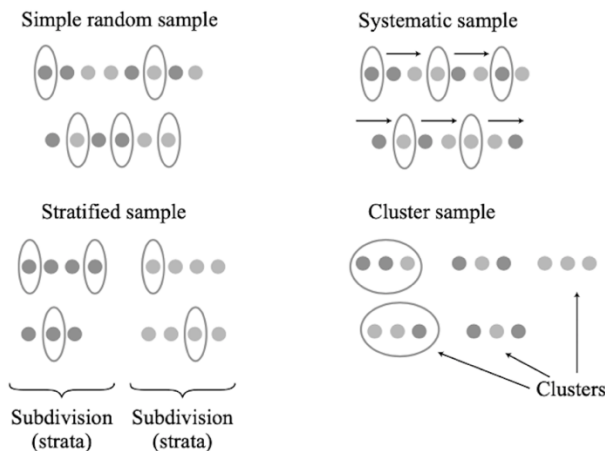 Simple random sample
Systematic sample
Stratified sample
Cluster sample
Clusters
Subdivision
(strata)
Subdivision
(strata)